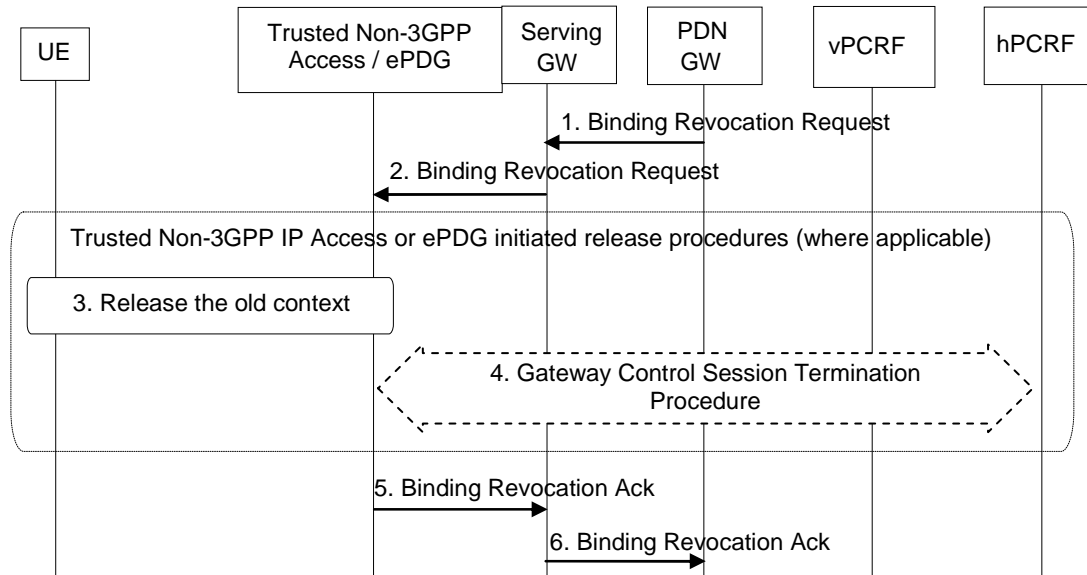 UE
Trusted Non-3GPP
Access / ePDG
Serving
GW
PDN
GW
vPCRF
hPCRF
1. Binding Revocation Request
2. Binding Revocation Request
Trusted Non-3GPP IP Access or ePDG initiated release procedures (where applicable)
3. Release the old context
4. Gateway Control Session Termination
Procedure
5. Binding Revocation Ack
6. Binding Revocation Ack